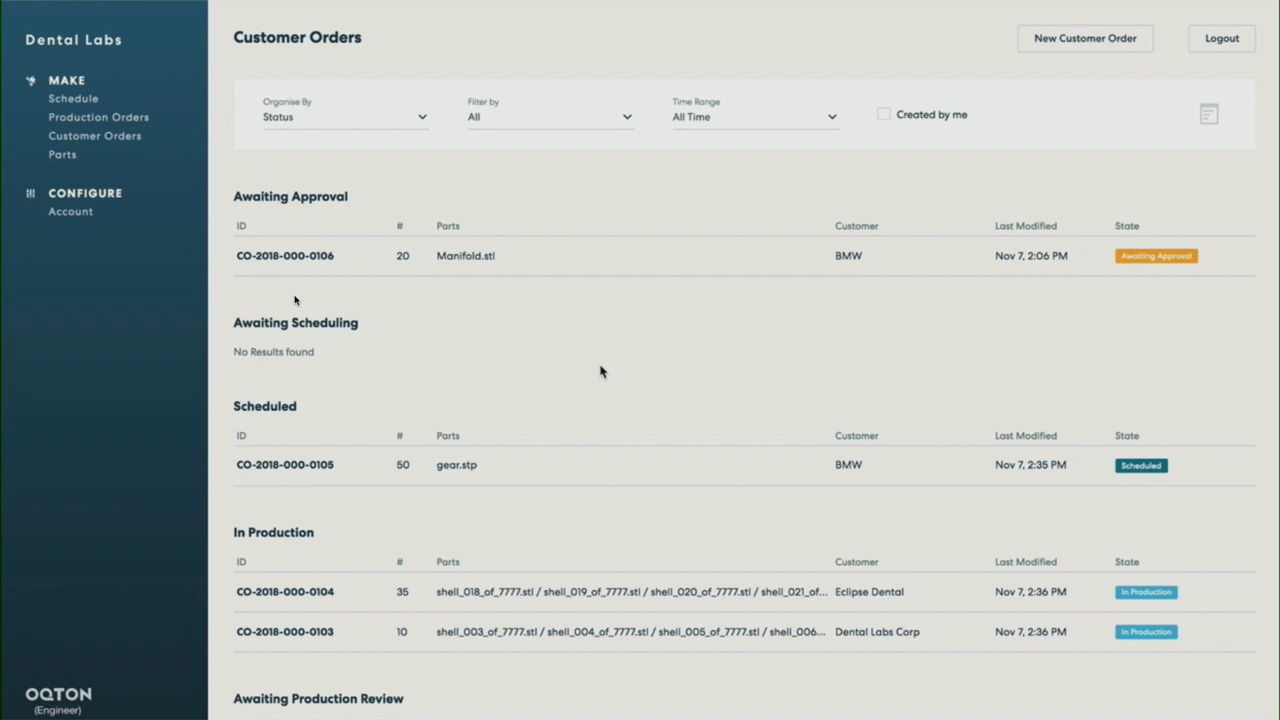 Dental Labs
MAKE
Schedule
Production Orders
Customer Orders
Parts
CONFIGURE
Account
OQTON
(Engineer)
Customer Orders
New Customer Order
Logout
Organise By
Status
Filter by
All
Time Range
All Time
Created by me
Awaiting Approval
ID # Parts Customer Last Modified State
CO-2018-000-0106 20 Manifold.stl BMW Nov 7, 2:06 PM Awaiting Approval
Awaiting Scheduling
No Results found
Scheduled
ID # Parts Customer Last Modified State
CO-2018-000-0105 50 gear.stp BMW Nov 7, 2:35 PM Scheduled
In Production
ID # Parts Customer Last Modified State
CO-2018-000-0104 35 shell_018_of_7777.stl / shell_019_of_7777.stl / shell_020_of_7777.stl / shell_021_of... Eclipse Dental Nov 7, 2:36 PM In Production
CO-2018-000-0103 10 shell_003_of_7777.stl / shell_004_of_7777.stl / shell_005_of_7777.stl / shell_006... Dental Labs Corp Nov 7, 2:36 PM In Production
Awaiting Production Review